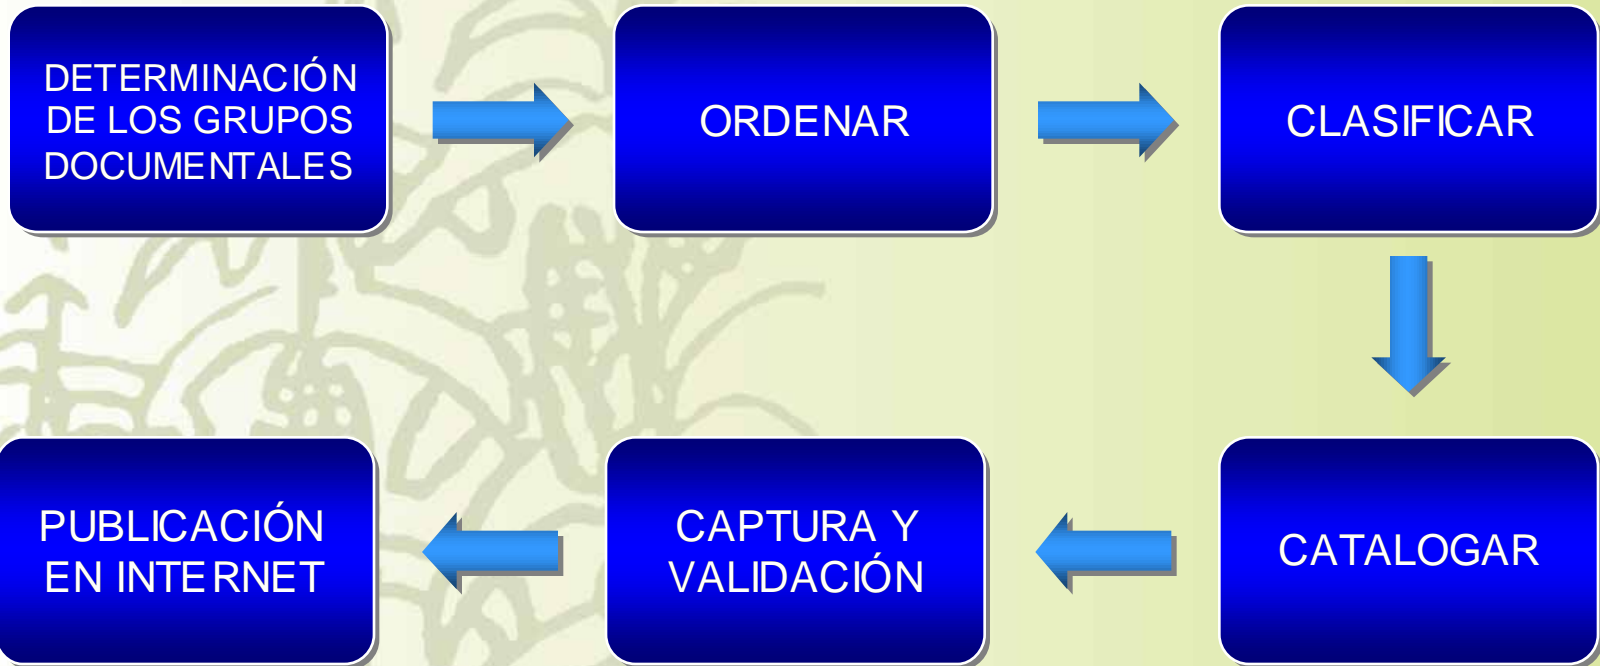 DETERMINACIÓN
DE LOS GRUPOS
DOCUMENTALES
ORDENAR
CLASIFICAR
CATALOGAR
CAPTURA Y
VALIDACIÓN
PUBLICACIÓN
EN INTERNET